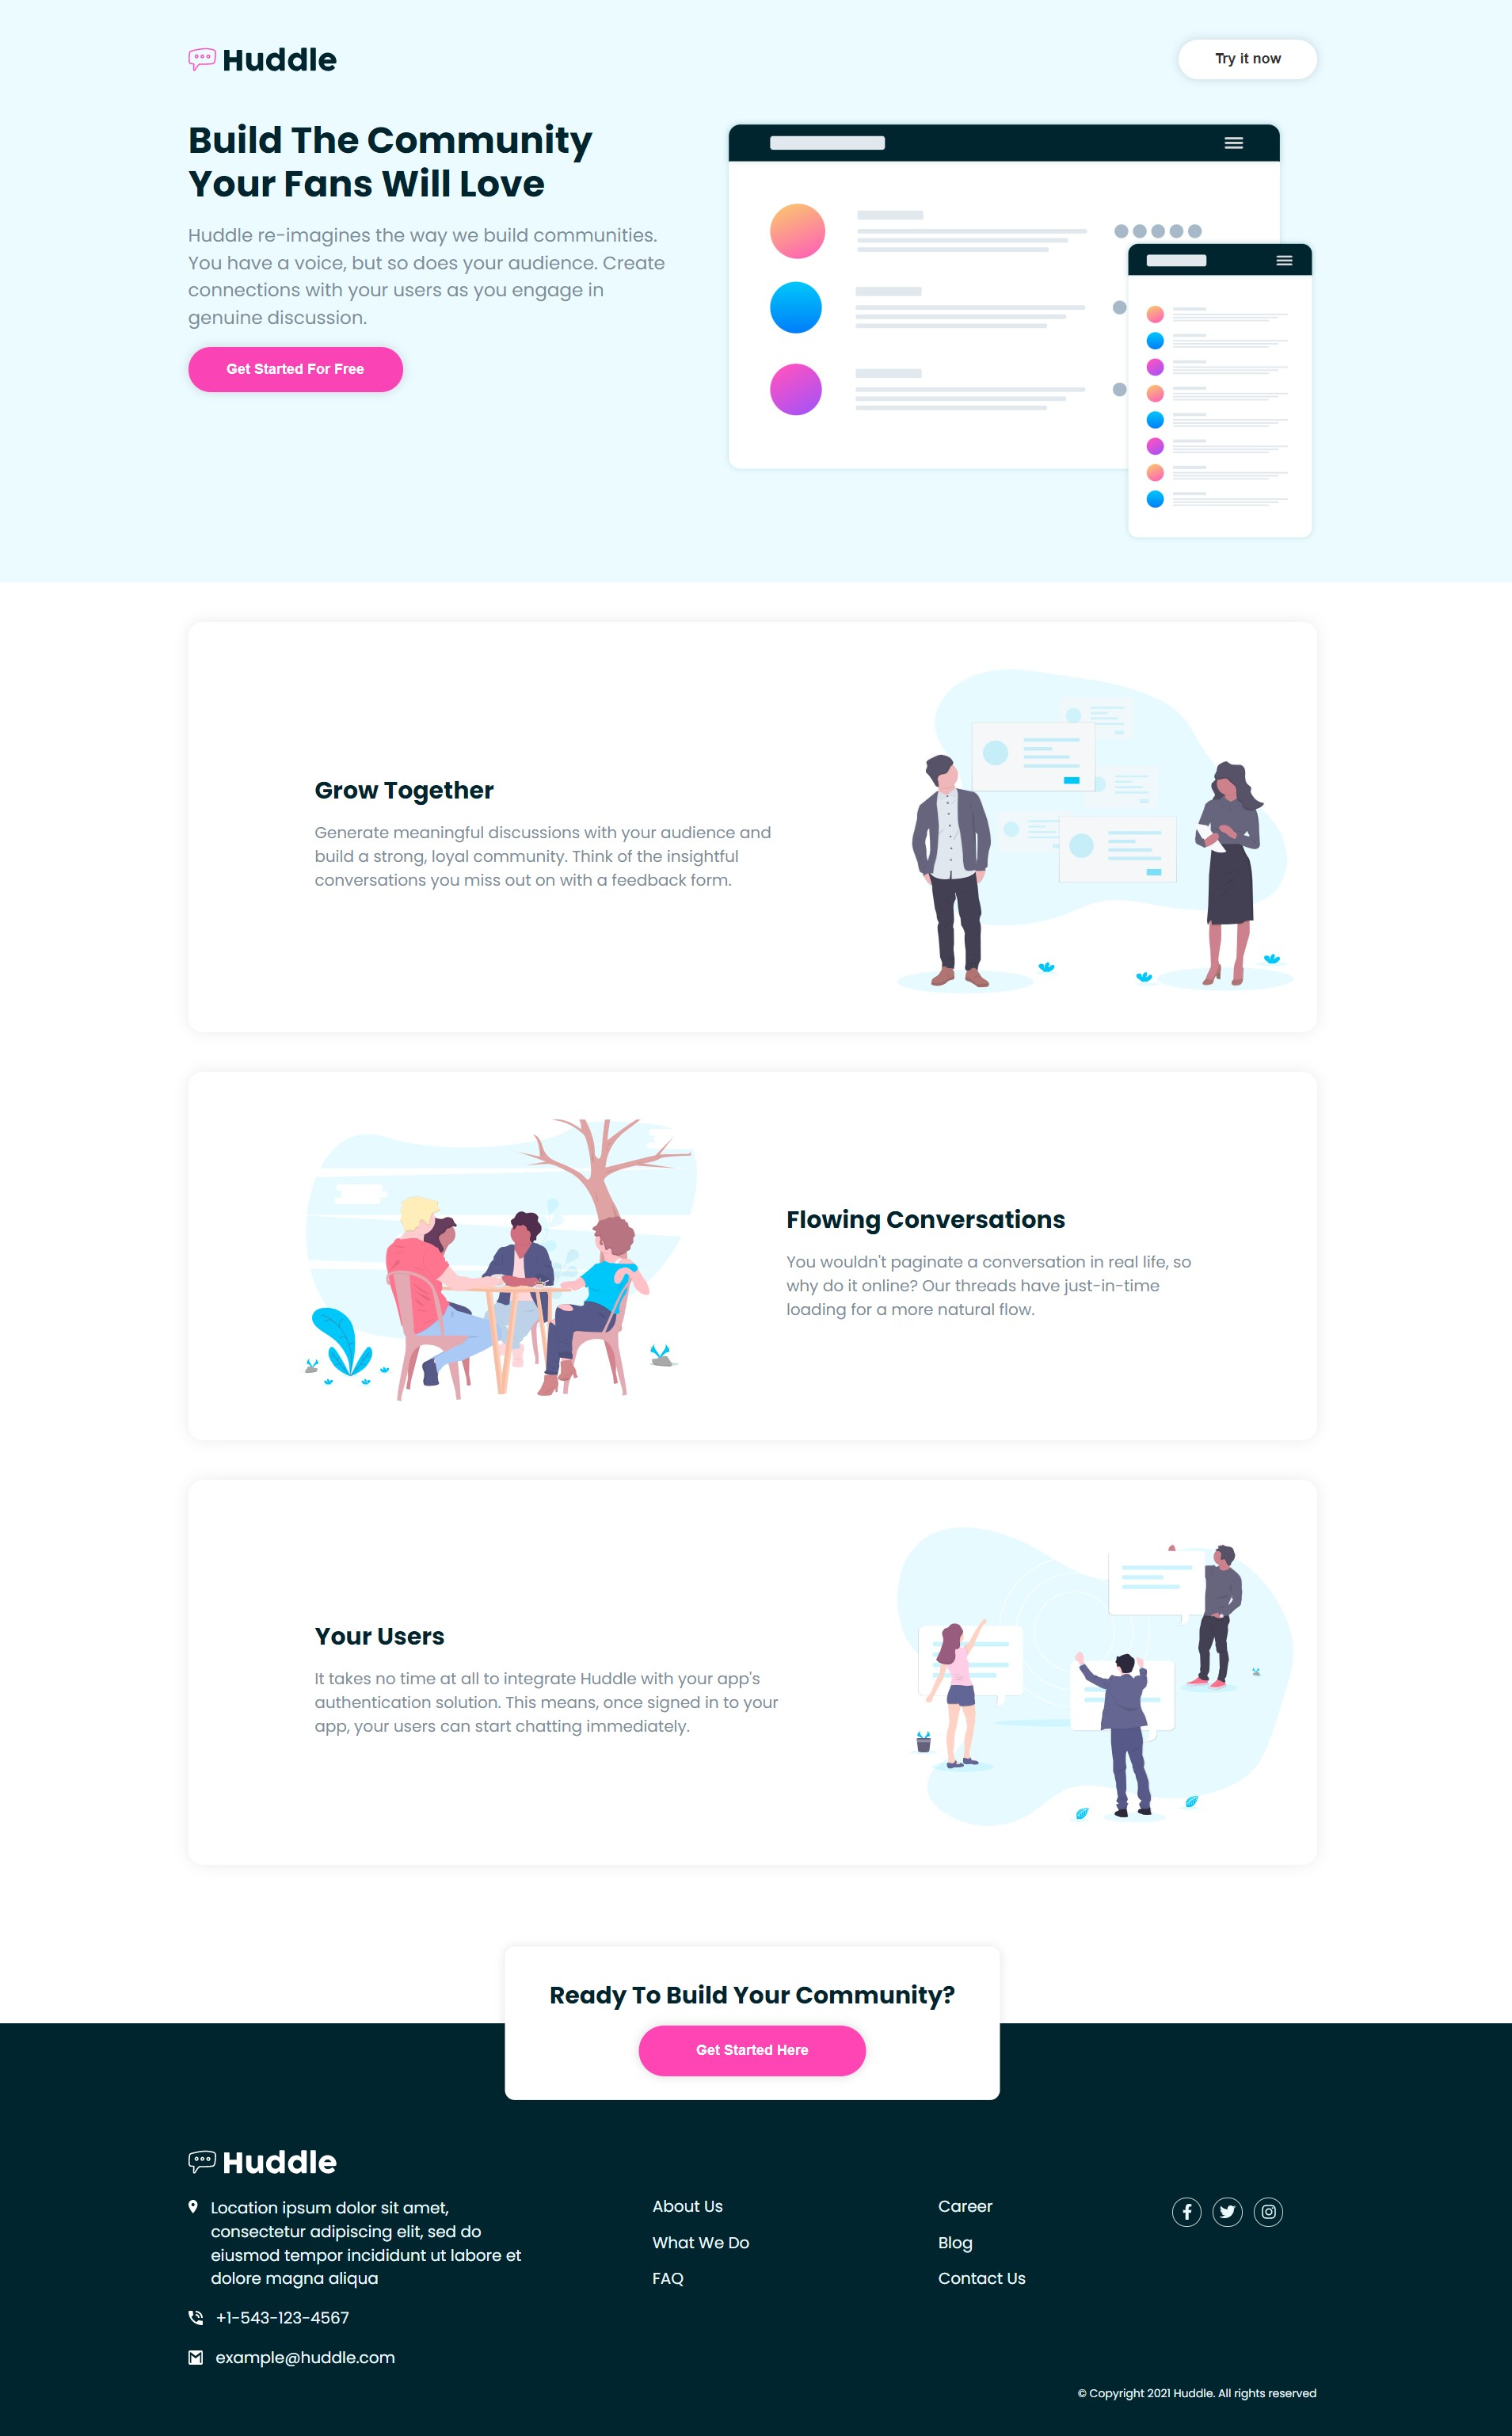 Huddle
Try it now
Build The Community
Your Fans Will Love
Huddle re-imagines the way we build communities.
You have a voice, but so does your audience. Create
connections with your users as you engage in
genuine discussion.
Get Started For Free
Grow Together
Generate meaningful discussions with your audience and
build a strong, loyal community. Think of the insightful
conversations you miss out on with a feedback form.
Flowing Conversations
You wouldn't paginate a conversation in real life, so
why do it online? Our threads have just-in-time
loading for a more natural flow.
Your Users
It takes no time at all to integrate Huddle with your app's
authentication solution. This means, once signed in to your
app, your users can start chatting immediately.
Ready To Build Your Community?
Get Started Here
Huddle
Location ipsum dolor sit amet,
consectetur adipiscing elit, sed do
eiusmod tempor incididunt ut labore et
dolore magna aliqua
+1-543-123-4567
example@huddle.com
About Us
What We Do
FAQ
Career
Blog
Contact Us
© Copyright 2021 Huddle. All rights reserved